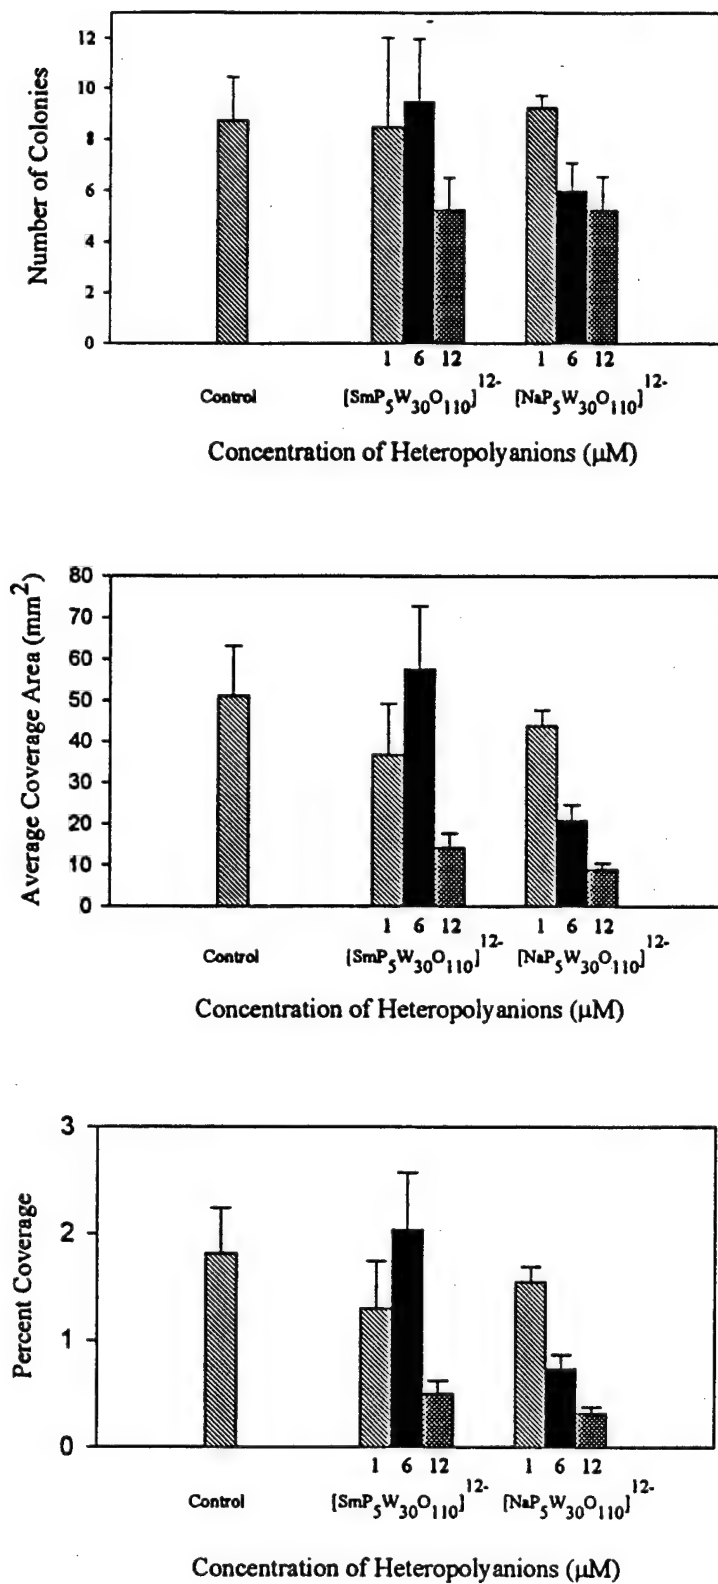 Number of Colonies
12
10
8
6
4
2
0
1 6 12 1 6 12
Control [SmP5W30O110]12- [NaP5W30O110]12-
Concentration of Heteropolyanions (μM)
Average Coverage Area (mm2)
80
70
60
50
40
30
20
10
0
1 6 12 1 6 12
Control [SmP5W30O110]12- [NaP5W30O110]12-
Concentration of Heteropolyanions (μM)
Percent Coverage
3
2
1
0
1 6 12 1 6 12
Control [SmP5W30O110]12- [NaP5W30O110]12-
Concentration of Heteropolyanions (μM)